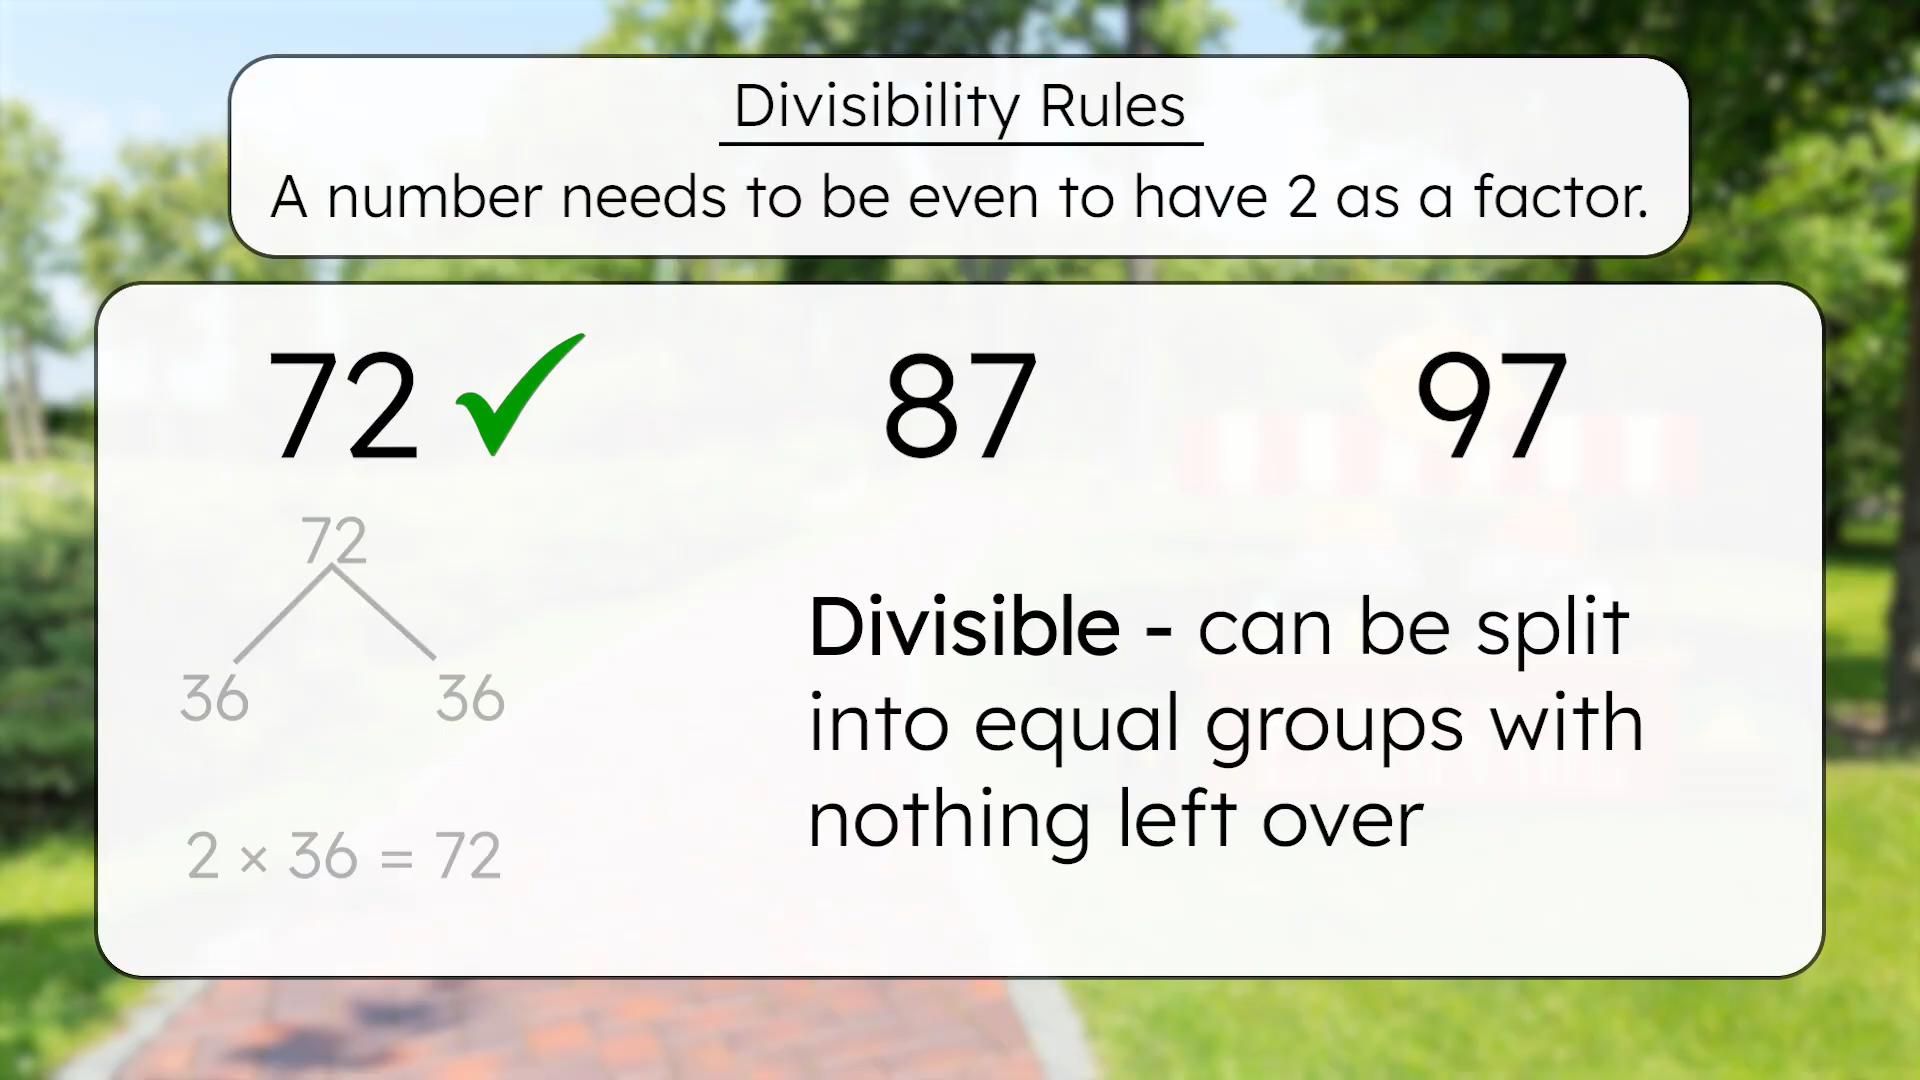 Divisibility Rules
A number needs to be even to have 2 as a factor.
72 87 97
72
36 36
2 × 36 = 72
Divisible - can be split
into equal groups with
nothing left over